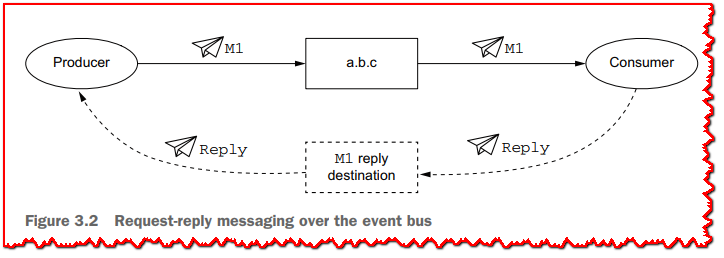 M1
M1
Producer
a.b.c
Consumer
Reply
M1 reply
destination
Reply
Figure 3.2 Request-reply messaging over the event bus